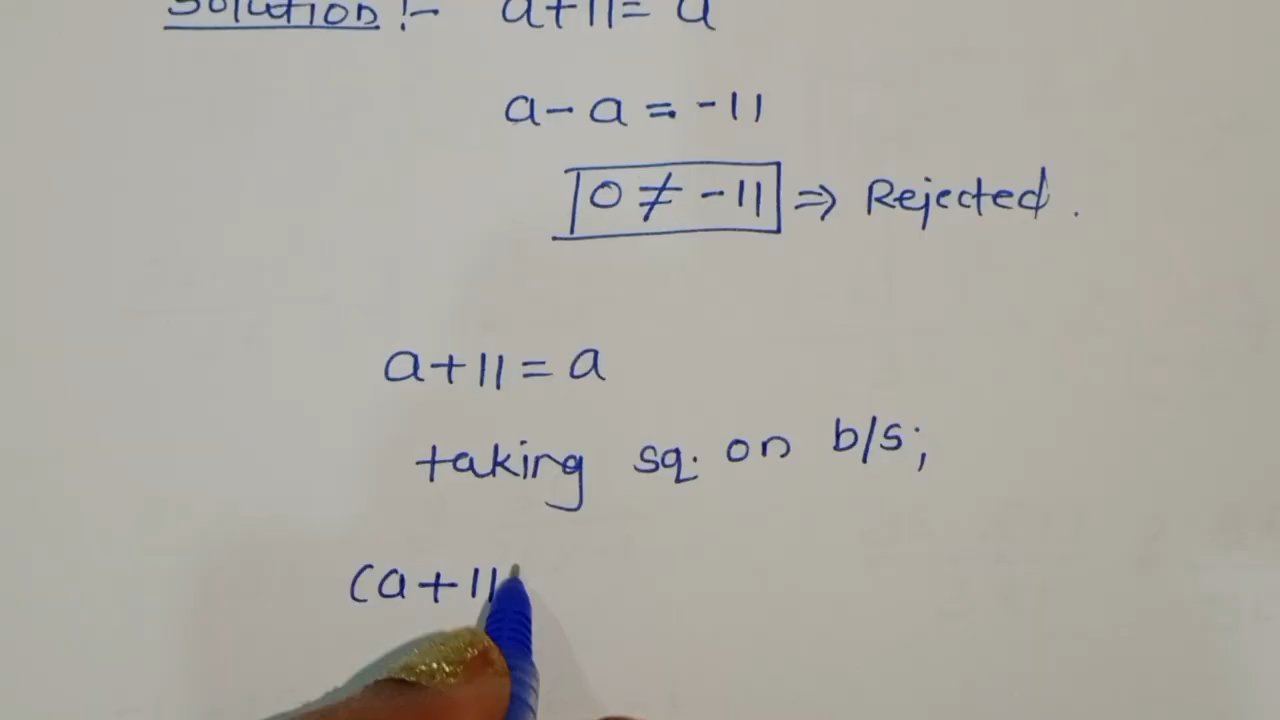 Solution :- a+11= a
a - a = -11
0 ≠ -11 ⇒ Rejected.
a+11 = a
taking sq. on b/s;
(a+11